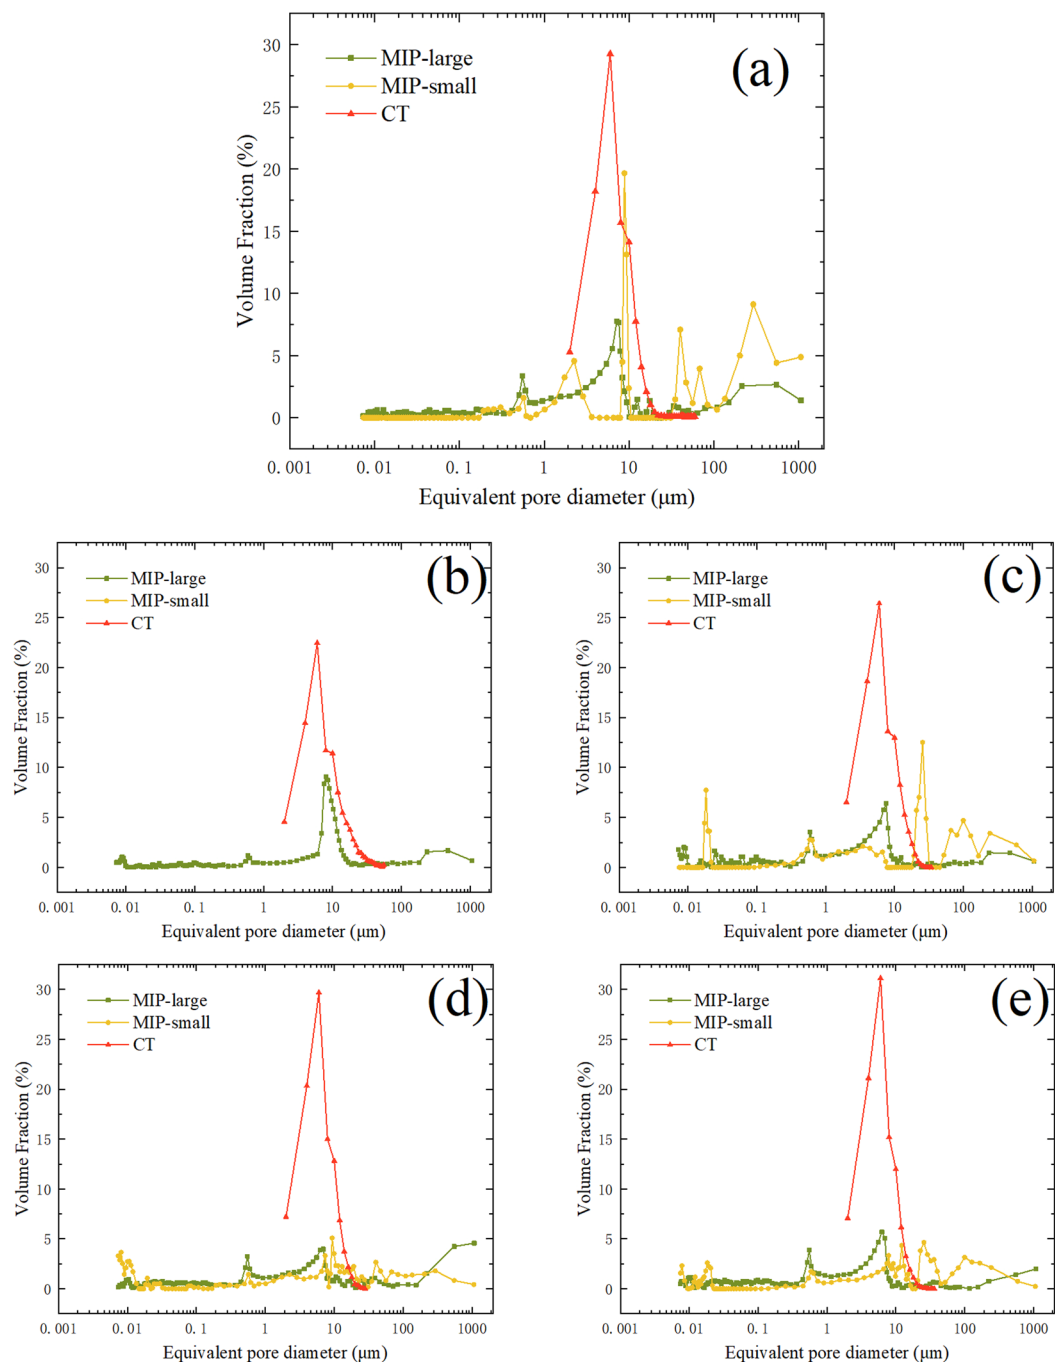 (a)
MIP-large
MIP-small
CT
Volume Fraction (%)
30
25
20
15
10
5
0
0.001 0.01 0.1 1 10 100 1000
Equivalent pore diameter (μm)
(b)
MIP-large
MIP-small
CT
Volume Fraction (%)
30
25
20
15
10
5
0
0.001 0.01 0.1 1 10 100 1000
Equivalent pore diameter (μm)
(c)
MIP-large
MIP-small
CT
Volume Fraction (%)
30
25
20
15
10
5
0
0.001 0.01 0.1 1 10 100 1000
Equivalent pore diameter (μm)
(d)
MIP-large
MIP-small
CT
Volume Fraction (%)
30
25
20
15
10
5
0
0.001 0.01 0.1 1 10 100 1000
Equivalent pore diameter (μm)
(e)
MIP-large
MIP-small
CT
Volume Fraction (%)
30
25
20
15
10
5
0
0.001 0.01 0.1 1 10 100 1000
Equivalent pore diameter (μm)